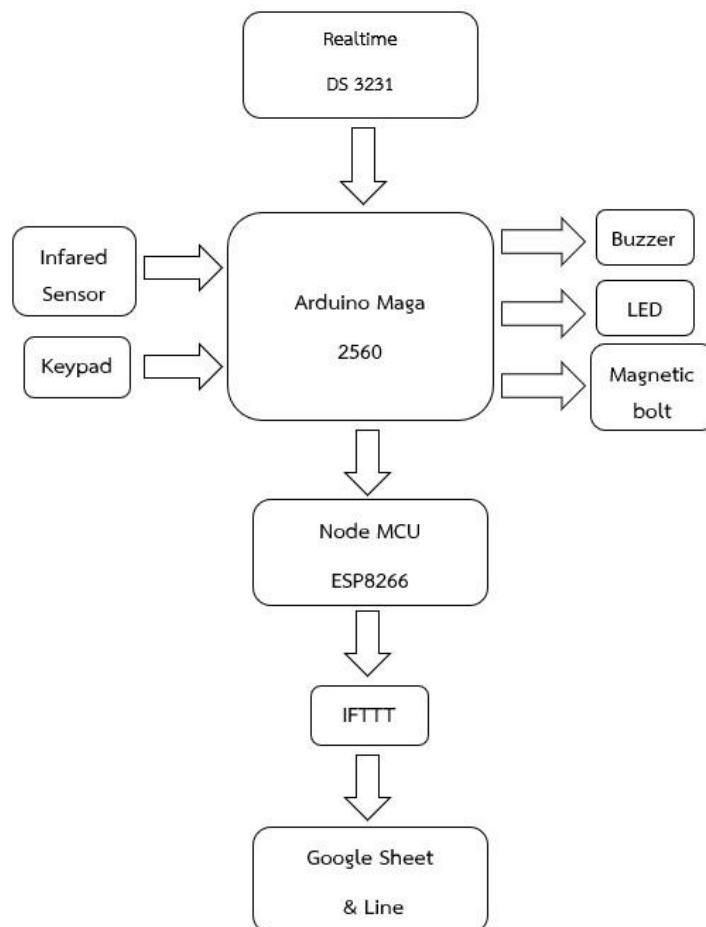 Realtime
DS 3231
Infared
Sensor
Keypad
Arduino Maga
2560
Buzzer
LED
Magnetic
bolt
Node MCU
ESP8266
IFTTT
Google Sheet
& Line